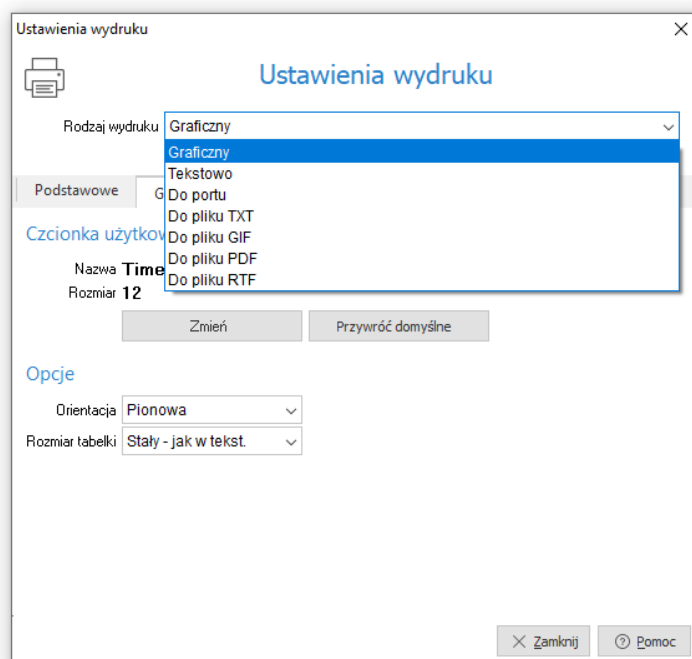 Ustawienia wydruku
Ustawienia wydruku
Rodzaj wydruku Graficzny
Graficzny
Tekstowo
Do portu
Do pliku TXT
Do pliku GIF
Do pliku PDF
Do pliku RTF
Podstawowe
Czcionka
Nazwa
Rozmiar 12
Zmień Przywróć domyślne
Opcje
Orientacja Pionowa
Rozmiar tabelki Stały - jak w tekst.
Zamknij Pomoc